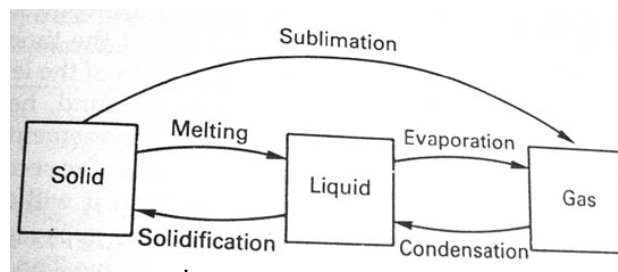 Sublimation
Melting
Evaporation
Solid
Liquid
Gas
Solidification
Condensation